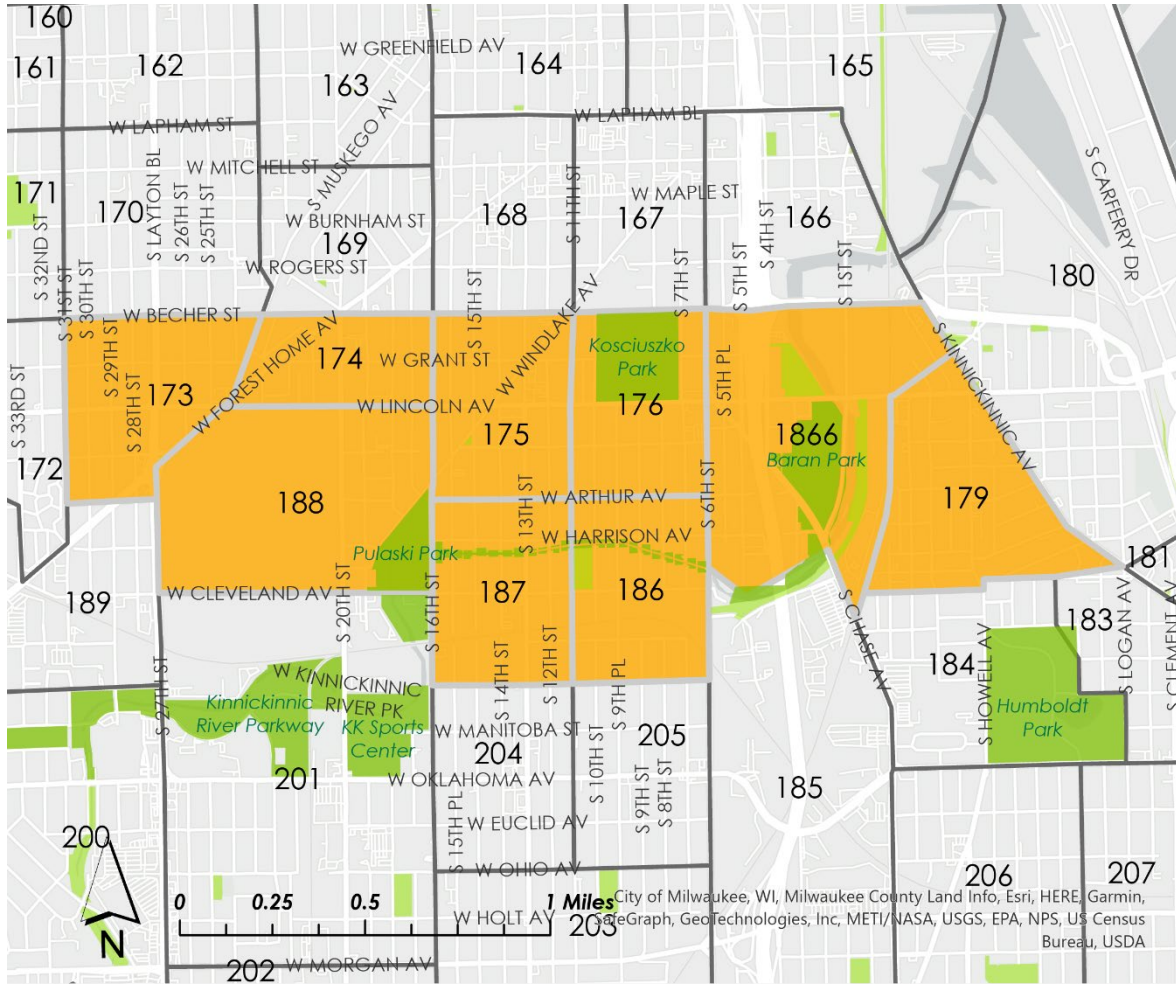 160
W GREENFIELD AV
161
162
163
164
165
W LAPHAM ST
W LAPHAM BL
W MITCHELL ST
S MUSKEGO AV
S CARFERRY DR
171
170
S LAYTON BL
S 26TH ST
S 25TH ST
W BURNHAM ST
169
168
S 11TH ST
W MAPLE ST
167
166
S 4TH ST
S 5TH ST
S 7TH ST
S 1ST ST
180
S 32ND ST
S 31ST ST
S 30TH ST
W ROGERS ST
S 15TH ST
W WINDLAKE AV
W BECHER ST
S 29TH ST
S 28TH ST
173
W FOREST HOME AV
174
W GRANT ST
Kosciuszko
Park
S KINNICKINNIC AV
S 33RD ST
W LINCOLN AV
176
S 5TH PL
175
1866
Baran Park
172
188
S 13TH ST
W ARTHUR AV
S 6TH ST
179
W HARRISON AV
Pulaski Park
189
W CLEVELAND AV
S 20TH ST
S 16TH ST
187
186
S CHASE AV
181
183
S LOGAN AV
S CLEMENT AV
184
S HOWELL AV
S 27TH ST
W KINNICKINNIC
RIVER PK
S 14TH ST
S 12TH ST
S 9TH PL
Kinnickinnic
River Parkway
KK Sports
Center
W MANITOBA ST
204
205
S 10TH ST
Humboldt
Park
201
W OKLAHOMA AV
S 9TH ST
S 8TH ST
185
200
S 15TH PL
W EUCLID AV
W OHIO AV
206
207
0
0.25
0.5
1 Miles
W HOLT AV
203
City of Milwaukee, WI, Milwaukee County Land Info, Esri, HERE, Garmin,
SafeGraph, GeoTechnologies, Inc, METI/NASA, USGS, EPA, NPS, US Census
Bureau, USDA
N
202
W MORGAN AV